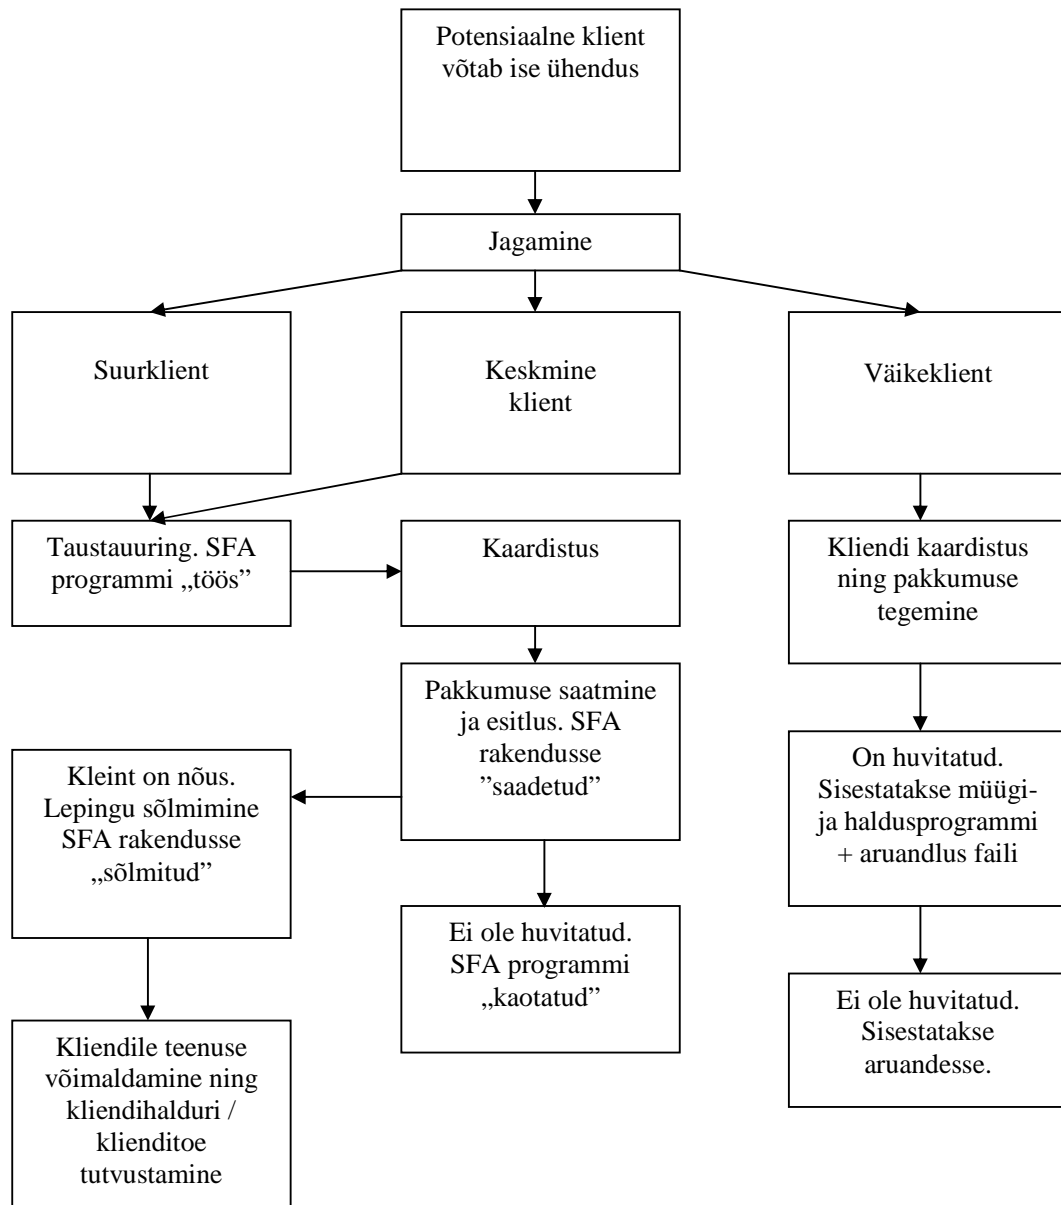 Potensiaalne klient
võtab ise ühendus
Jagamine
Suurklient
Keskmine
klient
Väikeklient
Taustauuring. SFA
programmi „töös”
Kaardistus
Kliendi kaardistus
ning pakkumuse
tegemine
Pakkumuse saatmine
ja esitlus. SFA
rakendusse
”saadetud”
Kleint on nõus.
Lepingu sõlmimine
SFA rakendusse
„sõlmitud”
On huvitatud.
Sisestatakse müügi-
ja haldusprogrammi
+ aruandlus faili
Ei ole huvitatud.
SFA programmi
„kaotatud”
Ei ole huvitatud.
Sisestatakse
aruandesse.
Kliendile teenuse
võimaldamine ning
kliendihalduri /
klienditoe
tutvustamine